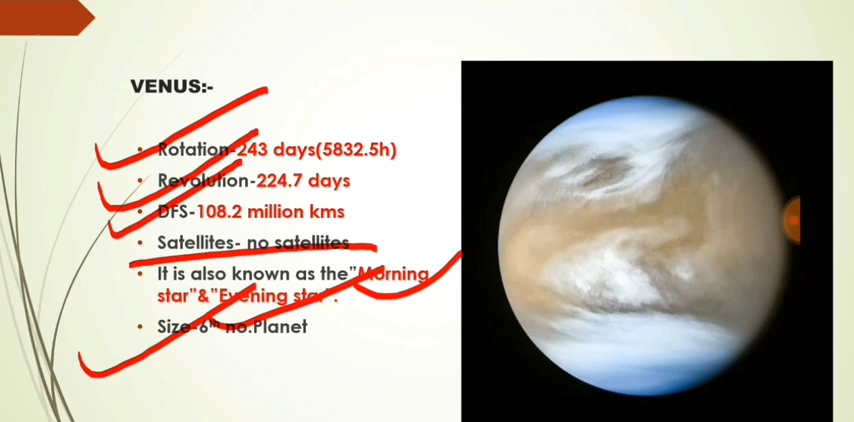 VENUS:-
• Rotation-243 days(5832.5h)
• Revolution-224.7 days
• DFS-108.2 million kms
• Satellites- no satellites
• It is also known as the”Morning
star”&”Evening star”.
• Size-6th no.Planet